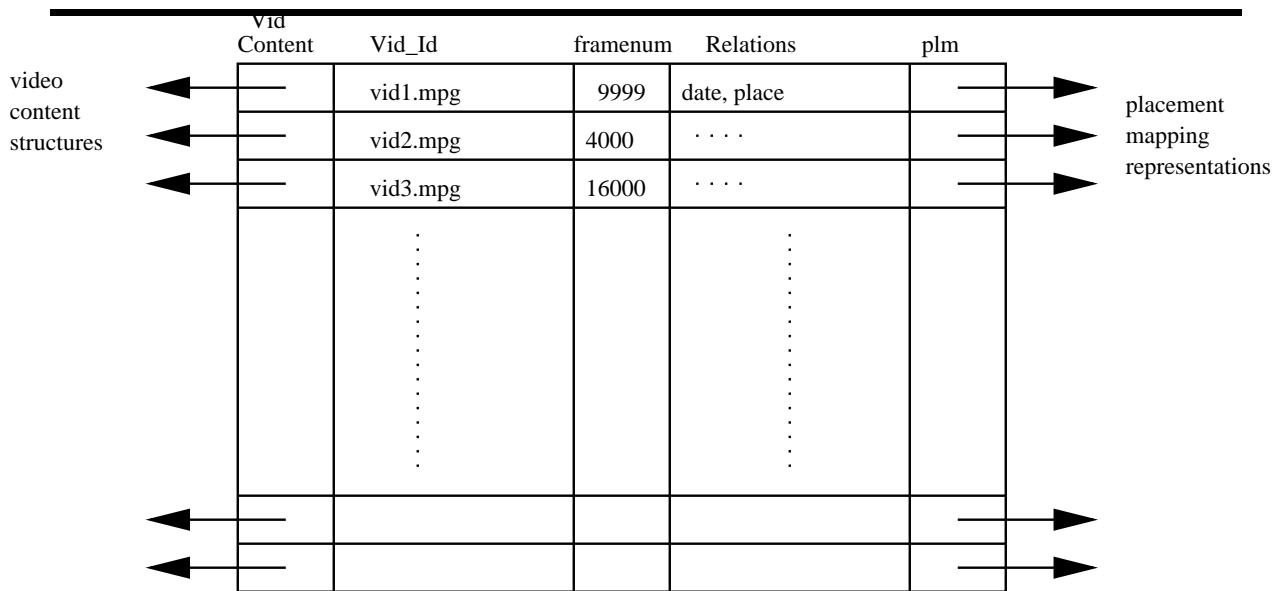 Vid
Content Vid_Id framenum Relations plm
video
content
structures
vid1.mpg 9999 date, place
vid2.mpg 4000 . . . .
vid3.mpg 16000 . . . .
placement
mapping
representations